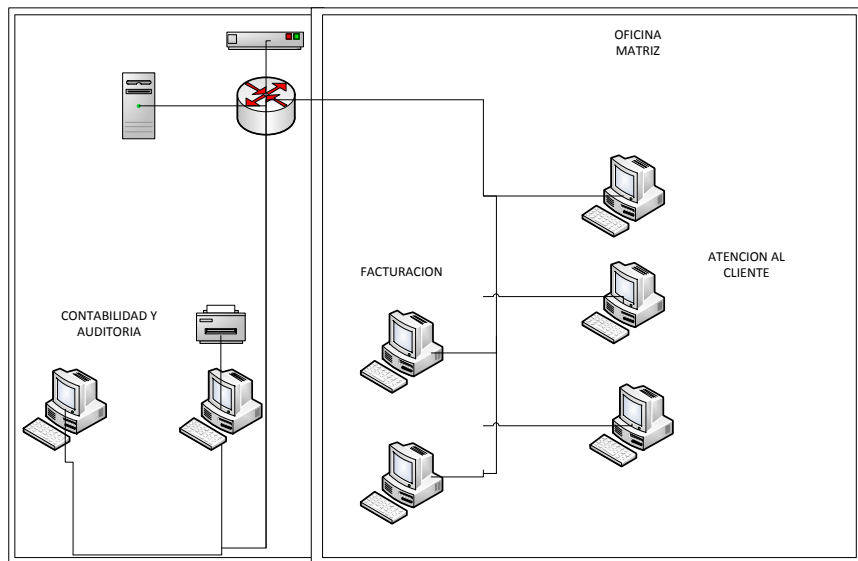 OFICINA
MATRIZ
FACTURACION
ATENCION AL
CLIENTE
CONTABILIDAD Y
AUDITORIA